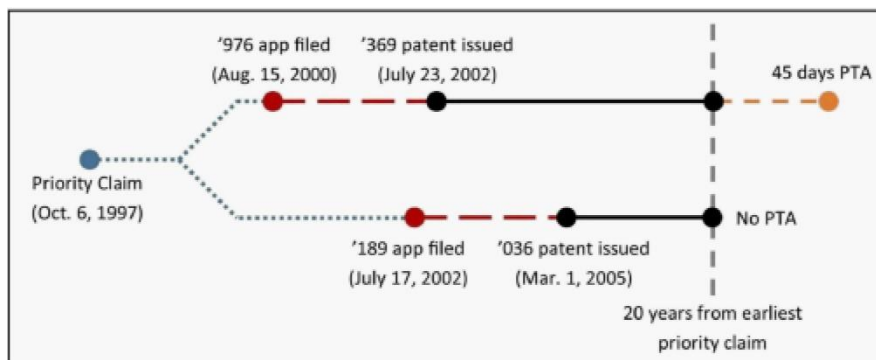 ’976 app filed
(Aug. 15, 2000)
’369 patent issued
(July 23, 2002)
45 days PTA
Priority Claim
(Oct. 6, 1997)
No PTA
’189 app filed
(July 17, 2002)
’036 patent issued
(Mar. 1, 2005)
20 years from earliest
priority claim